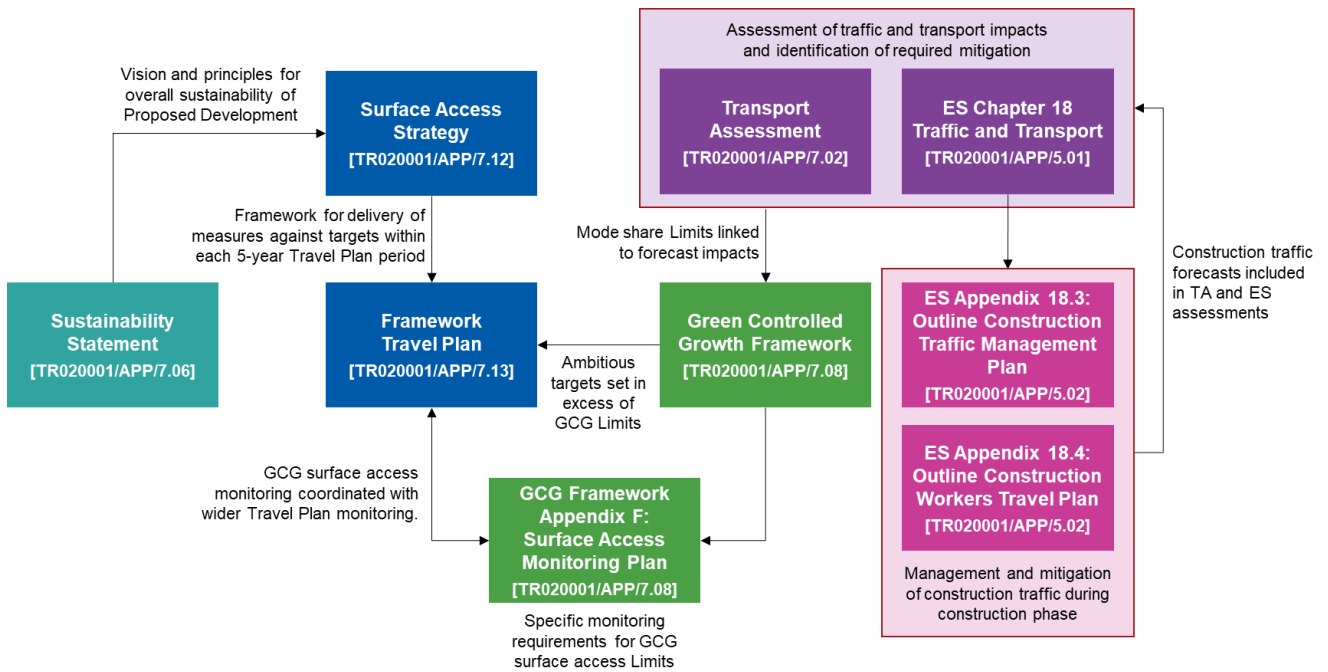 Assessment of traffic and transport impacts
and identification of required mitigation
Vision and principles for
overall sustainability of
Proposed Development
Surface Access
Strategy
[TR020001/APP/7.12]
Transport
Assessment
[TR020001/APP/7.02]
ES Chapter 18
Traffic and Transport
[TR020001/APP/5.01]
Framework for delivery of
measures against targets within
each 5-year Travel Plan period
Mode share Limits linked
to forecast impacts
Construction traffic
forecasts included
in TA and ES
assessments
Sustainability
Statement
[TR020001/APP/7.06]
Framework
Travel Plan
[TR020001/APP/7.13]
Ambitious
targets set in
excess of
GCG Limits
Green Controlled
Growth Framework
[TR020001/APP/7.08]
ES Appendix 18.3:
Outline Construction
Traffic Management
Plan
[TR020001/APP/5.02]
ES Appendix 18.4:
Outline Construction
Workers Travel Plan
[TR020001/APP/5.02]
Management and mitigation
of construction traffic during
construction phase
GCG surface access
monitoring coordinated with
wider Travel Plan monitoring.
GCG Framework
Appendix F:
Surface Access
Monitoring Plan
[TR020001/APP/7.08]
Specific monitoring
requirements for GCG
surface access Limits